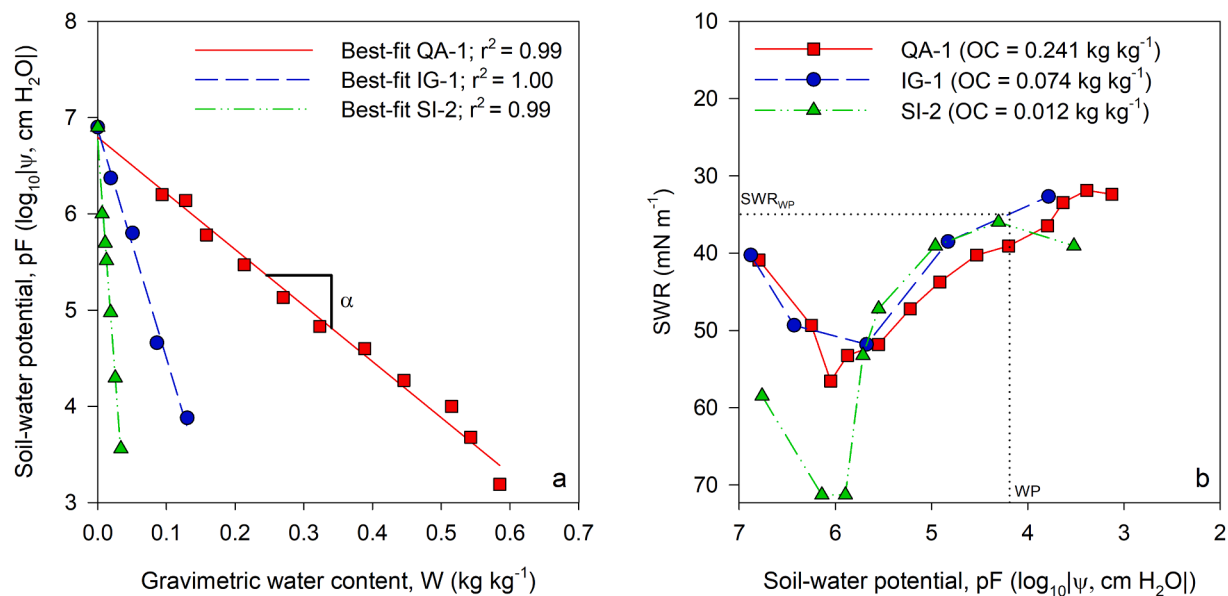 8
7
6
5
4
3
Soil-water potential, pF (log₁₀|ψ, cm H₂O|)
Best-fit QA-1; r² = 0.99
Best-fit IG-1; r² = 1.00
Best-fit SI-2; r² = 0.99
α
a
0.0 0.1 0.2 0.3 0.4 0.5 0.6 0.7
Gravimetric water content, W (kg kg⁻¹)
10
20
30
40
50
60
70
SWR (mN m⁻¹)
QA-1 (OC = 0.241 kg kg⁻¹)
IG-1 (OC = 0.074 kg kg⁻¹)
SI-2 (OC = 0.012 kg kg⁻¹)
SWR_WP
WP
b
7 6 5 4 3 2
Soil-water potential, pF (log₁₀|ψ, cm H₂O|)